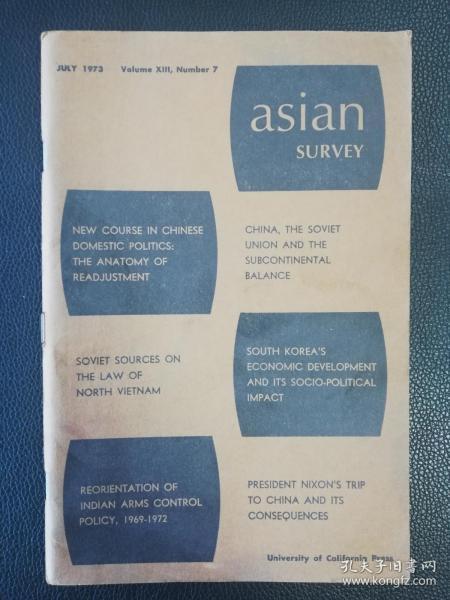 JULY 1973 Volume XIII, Number 7
asian
SURVEY
NEW COURSE IN CHINESE
DOMESTIC POLITICS:
THE ANATOMY OF
READJUSTMENT
CHINA, THE SOVIET
UNION AND THE
SUBCONTINENTAL
BALANCE
SOVIET SOURCES ON
THE LAW OF
NORTH VIETNAM
SOUTH KOREA'S
ECONOMIC DEVELOPMENT
AND ITS SOCIO-POLITICAL
IMPACT
REORIENTATION OF
INDIAN ARMS CONTROL
POLICY, 1969-1972
PRESIDENT NIXON'S TRIP
TO CHINA AND ITS
CONSEQUENCES
University of California Press
孔夫子旧书网
www.kongfz.com